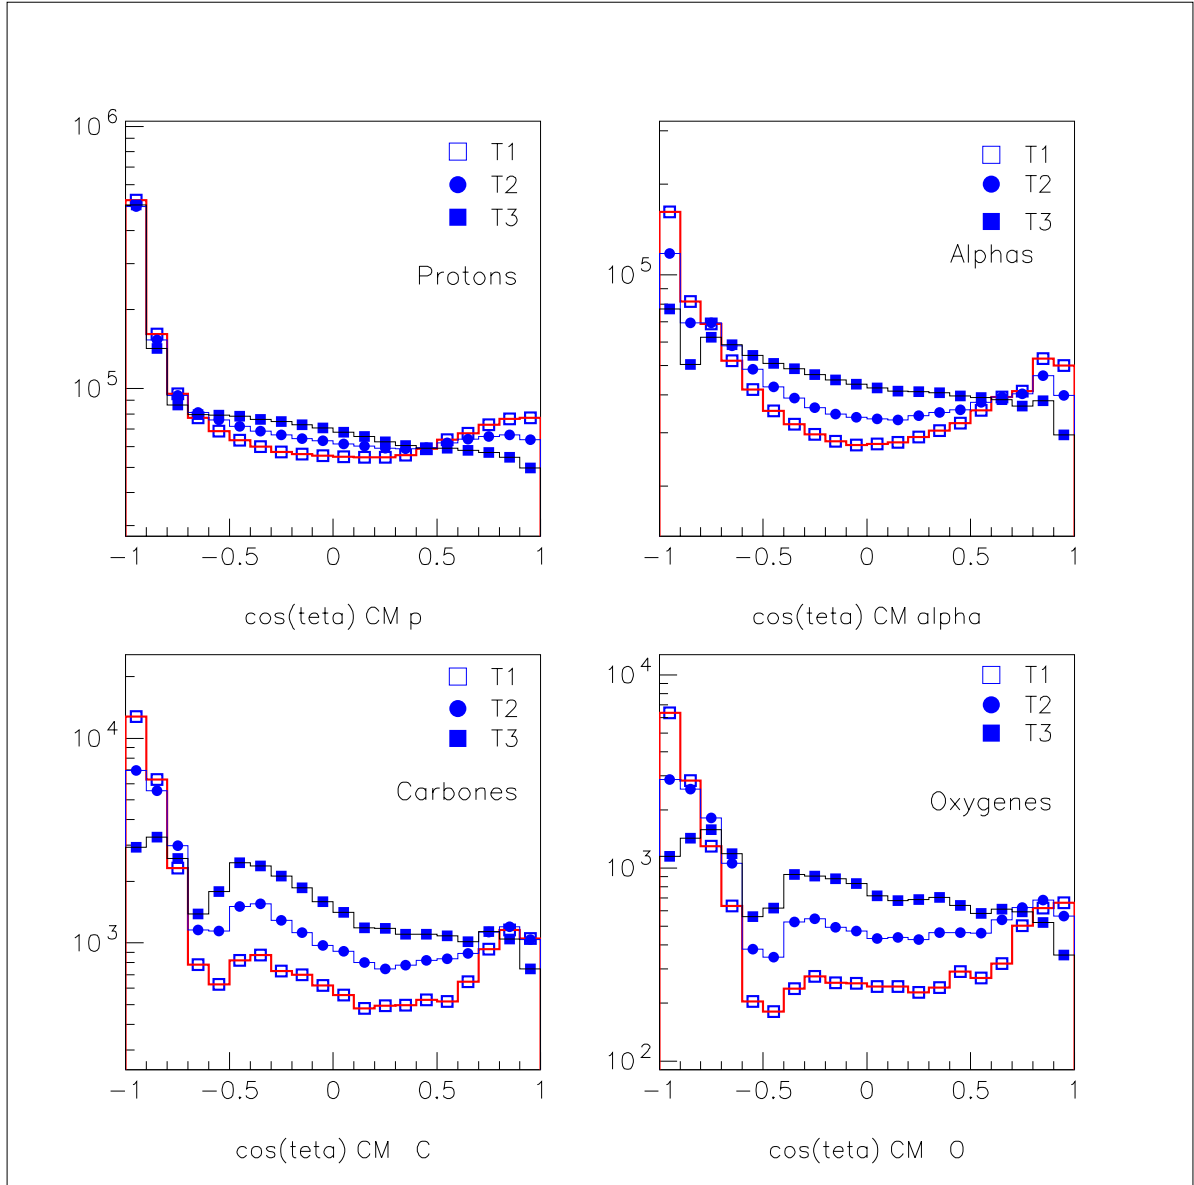 10^6
T1
T2
T3
Protons
10^5
−1
−0.5
0
0.5
1
cos(teta) CM p
T1
T2
T3
Alphas
10^5
−1
−0.5
0
0.5
1
cos(teta) CM alpha
T1
T2
T3
10^4
Carbones
10^3
−1
−0.5
0
0.5
1
cos(teta) CM C
10^4
T1
T2
T3
Oxygenes
10^3
10^2
−1
−0.5
0
0.5
1
cos(teta) CM O